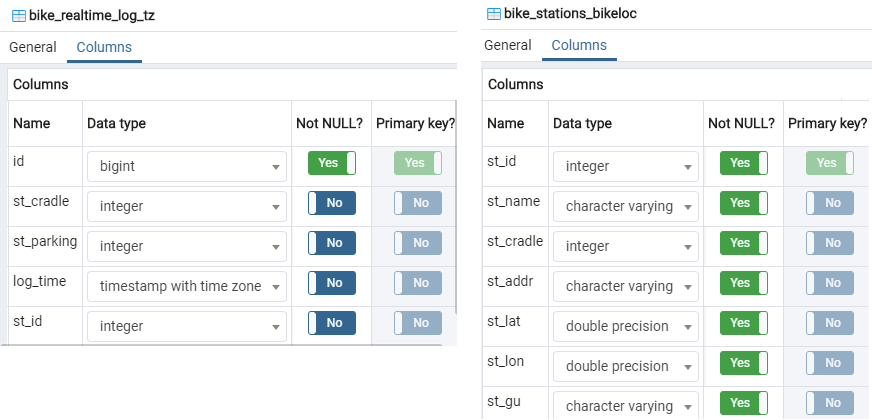 bike_realtime_log_tz
General Columns
Columns
Name Data type Not NULL? Primary key?
id bigint Yes Yes
st_cradle integer No No
st_parking integer No No
log_time timestamp with time zone No No
st_id integer No No
bike_stations_bikeloc
General Columns
Columns
Name Data type Not NULL? Primary key?
st_id integer Yes Yes
st_name character varying Yes No
st_cradle integer Yes No
st_addr character varying Yes No
st_lat double precision Yes No
st_lon double precision Yes No
st_gu character varying Yes No